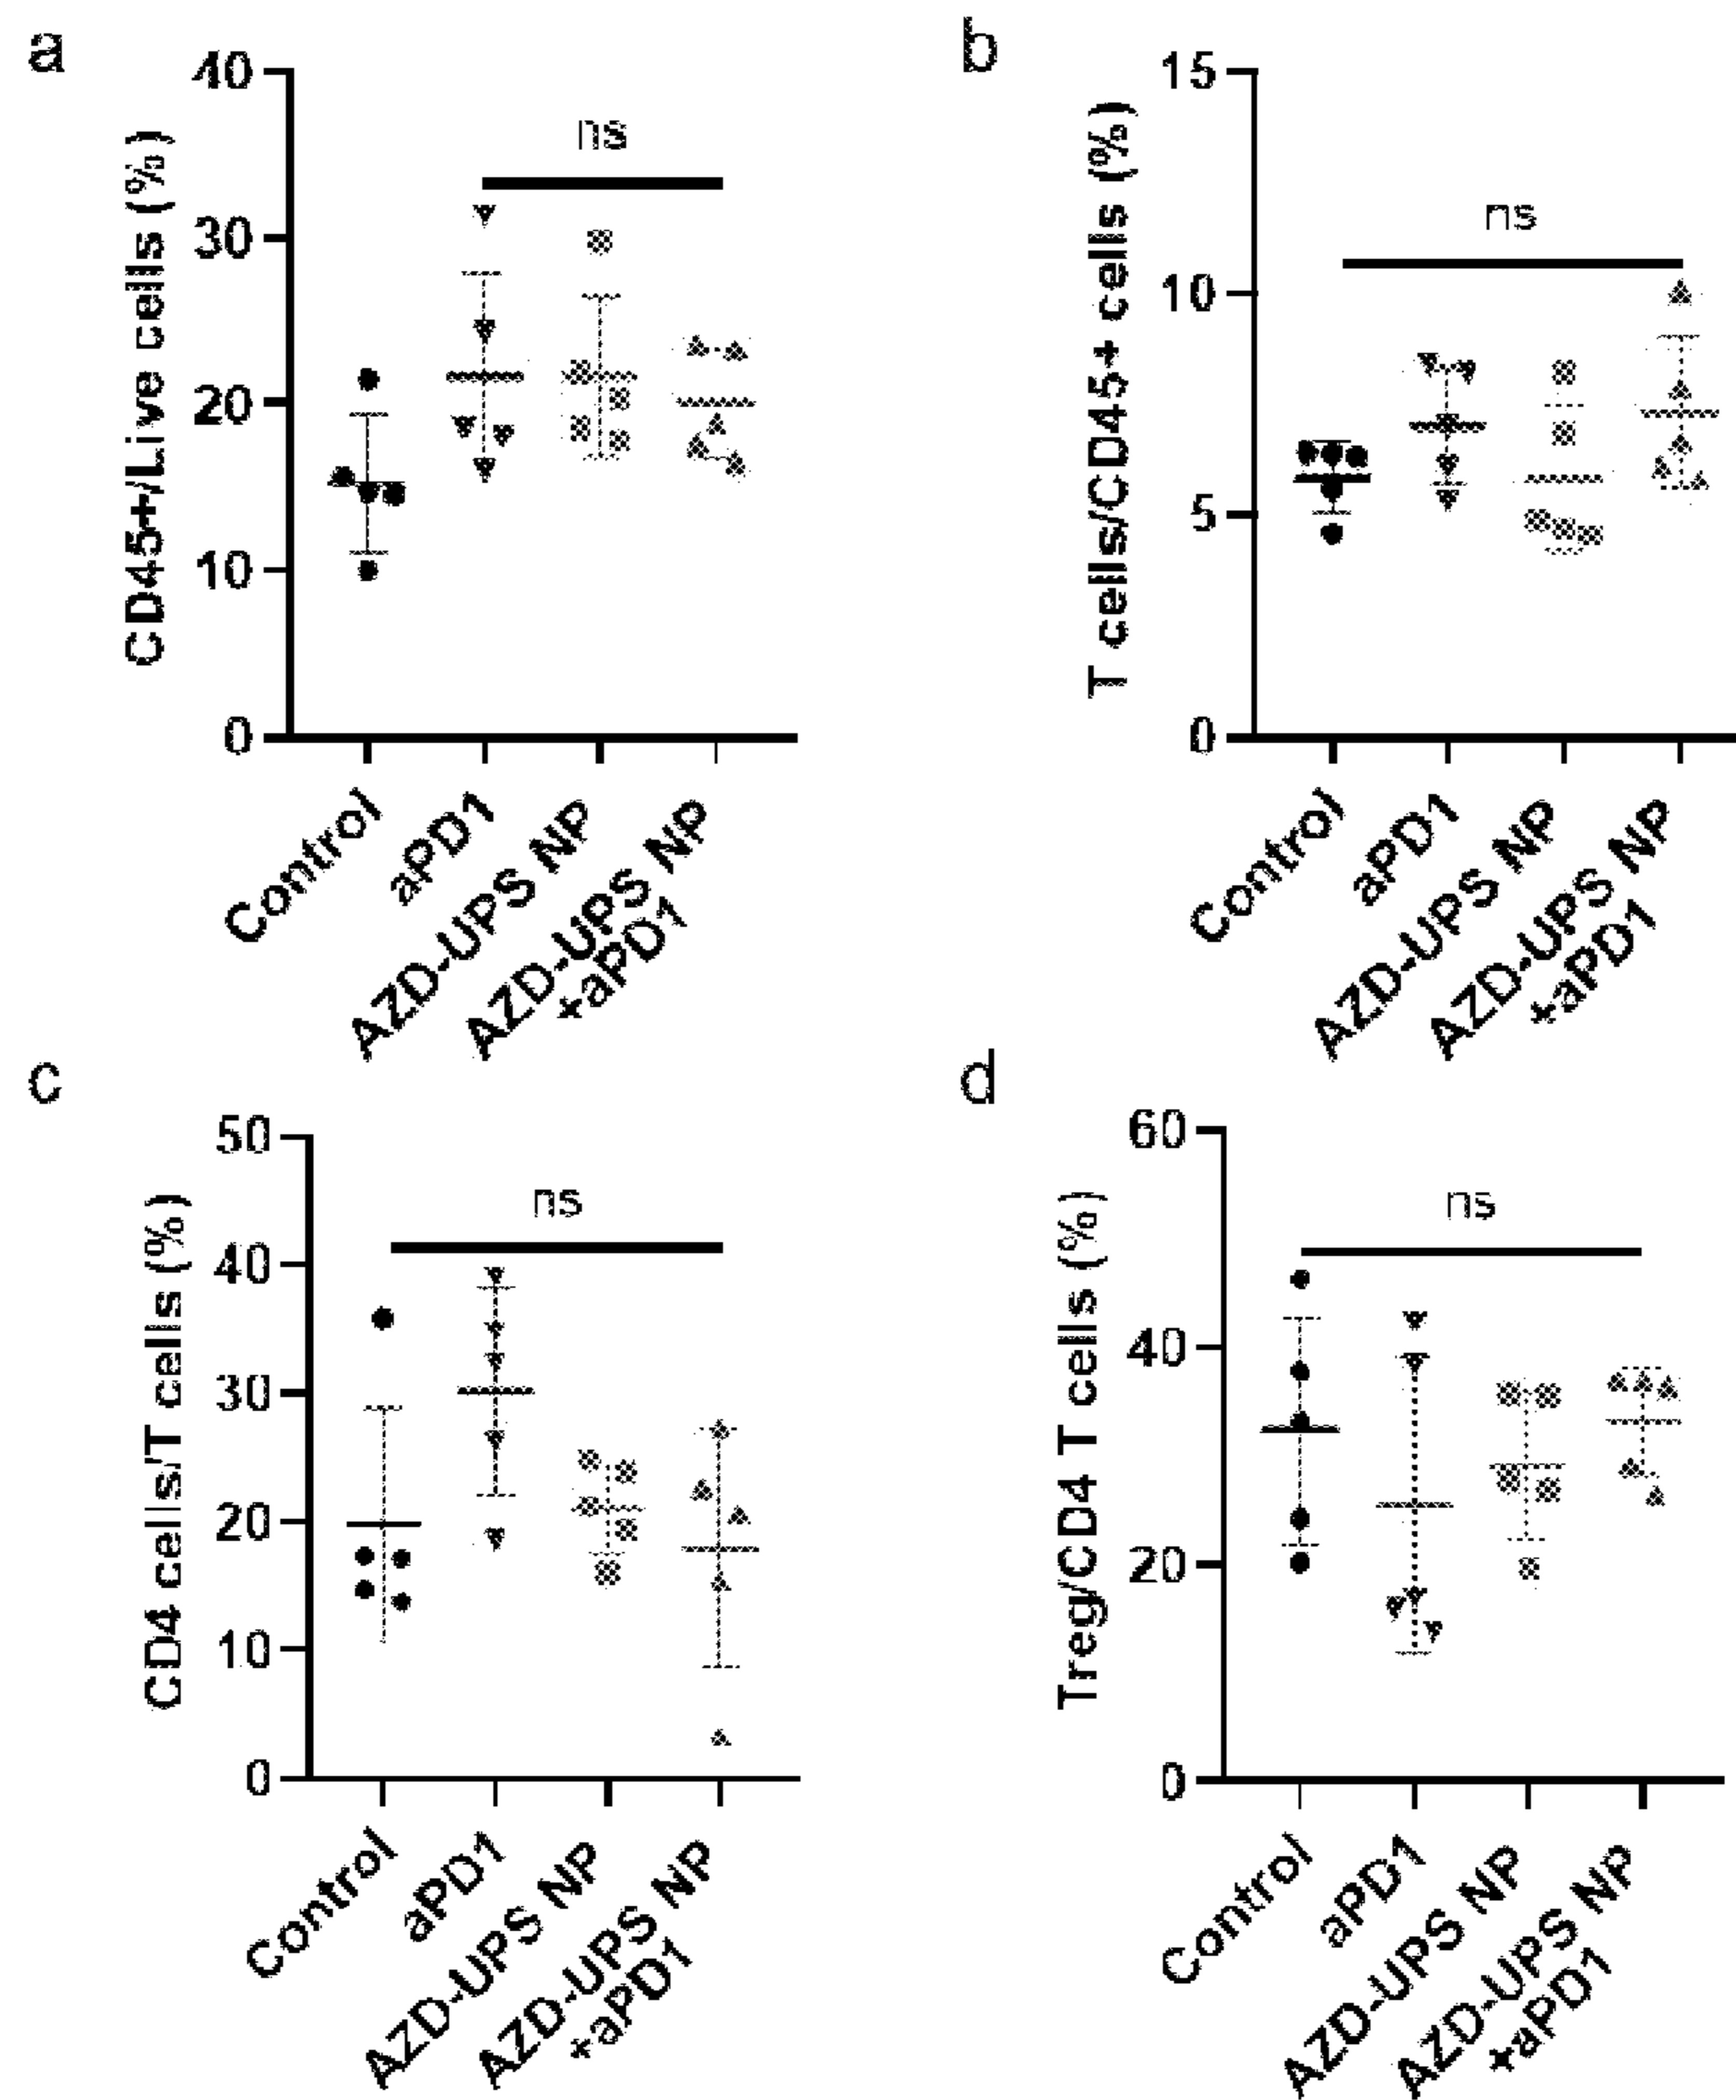 a
CD45+/Live cells (%)
40
30
20
10
0
ns
Control
aPD1
AZD-UPS NP
AZD-UPS NP
+aPD1
b
T cells/CD45+ cells (%)
15
10
5
0
ns
Control
aPD1
AZD-UPS NP
AZD-UPS NP
+aPD1
c
CD4 cells/T cells (%)
50
40
30
20
10
0
ns
Control
aPD1
AZD-UPS NP
AZD-UPS NP
+aPD1
d
Treg/CD4 T cells (%)
60
40
20
0
ns
Control
aPD1
AZD-UPS NP
AZD-UPS NP
+aPD1